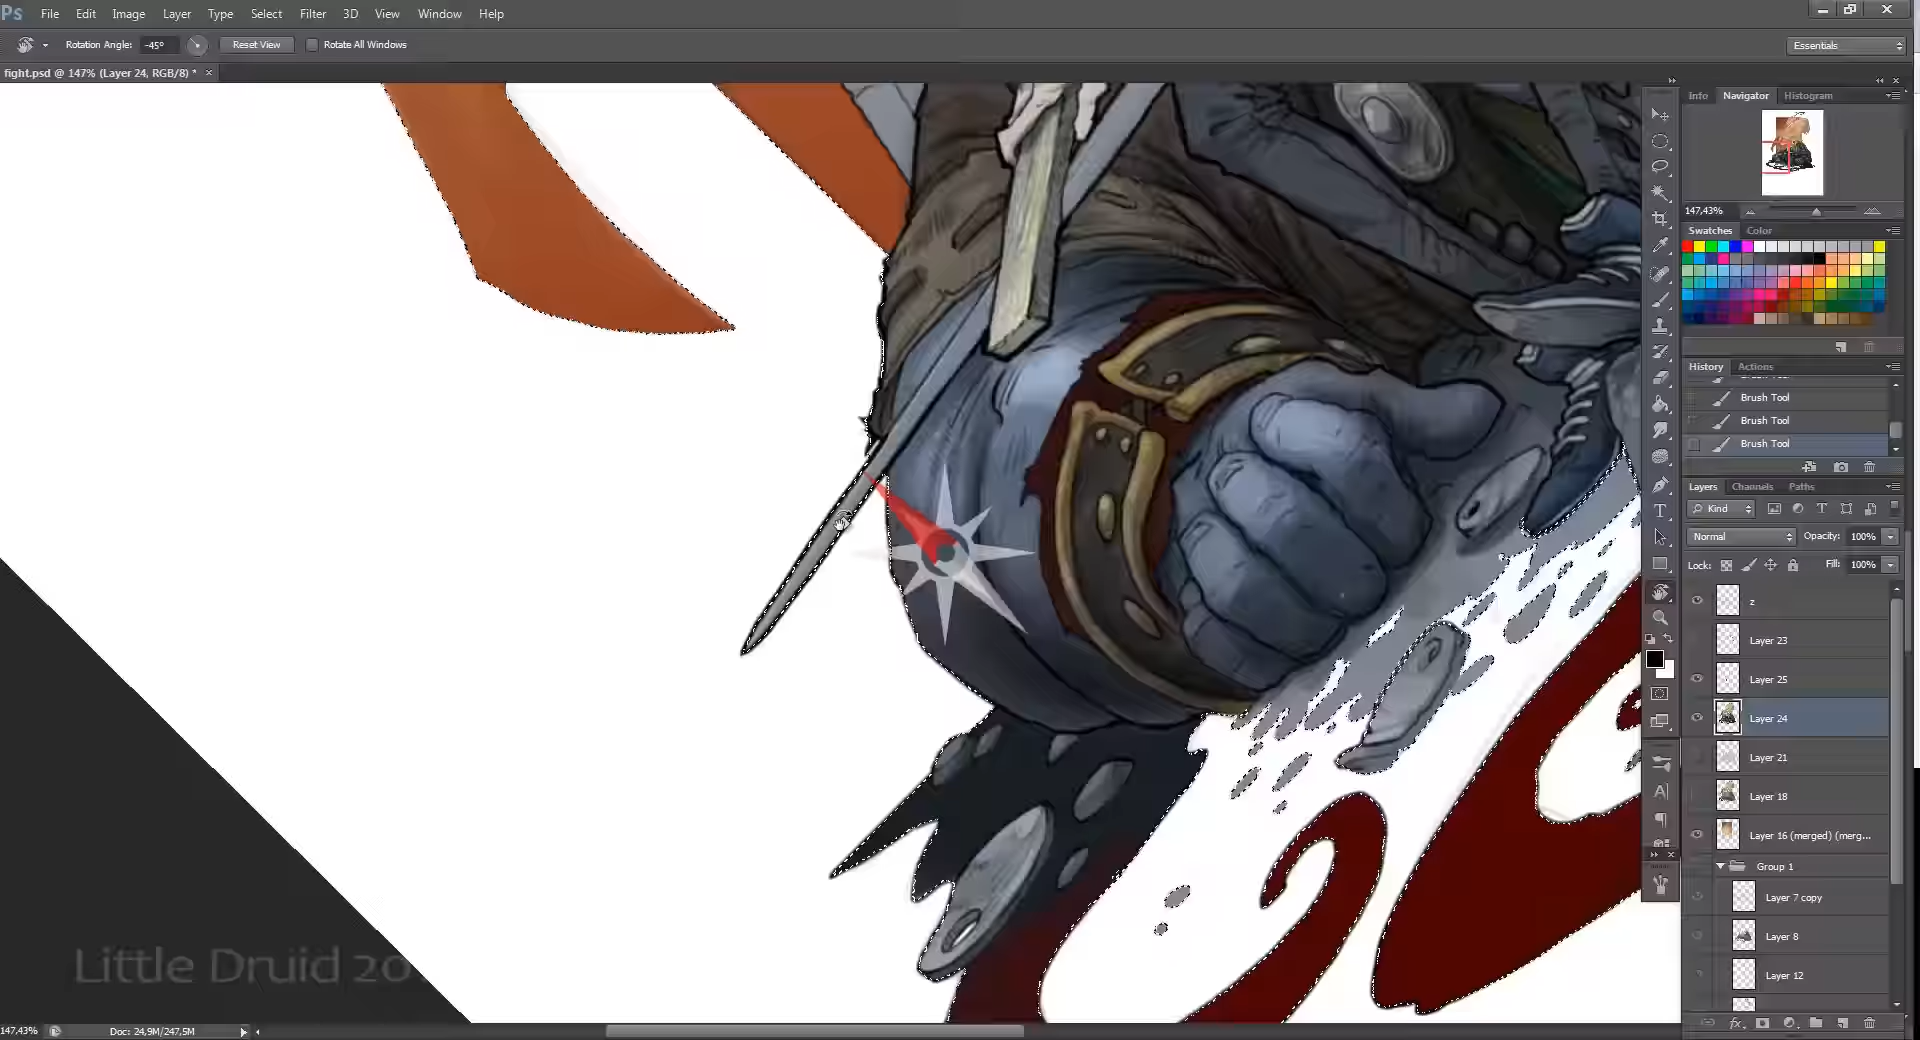 Ps File Edit Image Layer Type Select Filter 3D View Window Help
Rotation Angle: -45° Reset View Rotate All Windows Essentials
fight.psd @ 147% (Layer 24, RGB/8) * ×
Info Navigator Histogram
147,43%
Swatches Color
History Actions
Brush Tool
Brush Tool
Brush Tool
Layers Channels Paths
Kind
Normal Opacity: 100%
Lock: Fill: 100%
z
Layer 23
Layer 25
Layer 24
Layer 21
Layer 18
Layer 16 (merged) (merg...
Group 1
Layer 7 copy
Layer 8
Layer 12
Little Druid 20
147,43% Doc: 24,9M/247,5M